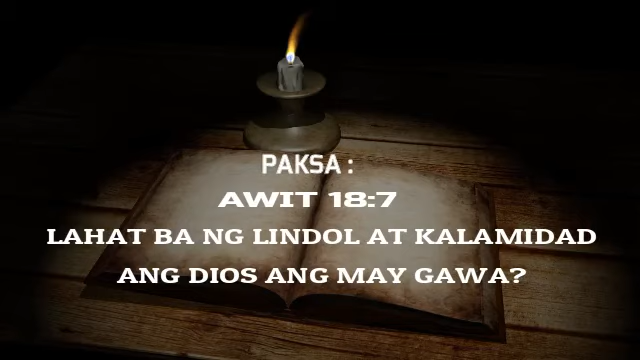 PAKSA :
AWIT 18:7
LAHAT BA NG LINDOL AT KALAMIDAD
ANG DIOS ANG MAY GAWA?